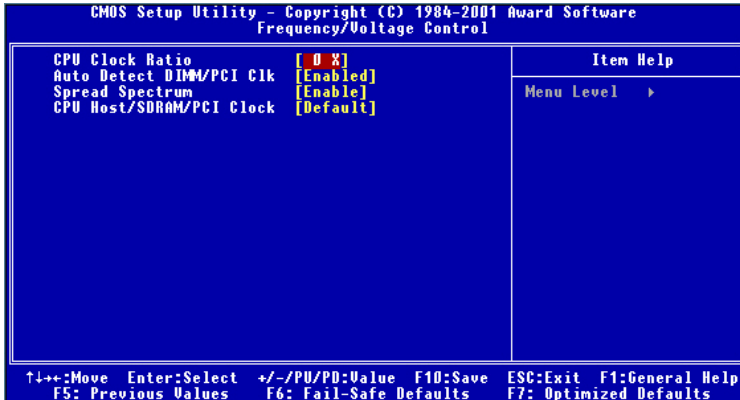 CMOS Setup Utility - Copyright (C) 1984-2001 Award Software
Frequency/Voltage Control
CPU Clock Ratio [ 0 X]
Auto Detect DIMM/PCI Clk [Enabled]
Spread Spectrum [Enable]
CPU Host/SDRAM/PCI Clock [Default]
Item Help
Menu Level ▸
↑↓→←:Move Enter:Select +/-/PU/PD:Value F10:Save ESC:Exit F1:General Help
F5: Previous Values F6: Fail-Safe Defaults F7: Optimized Defaults